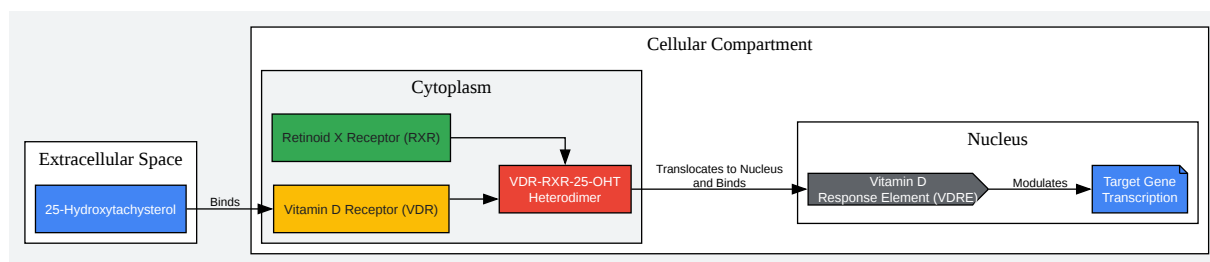 Cellular Compartment
Cytoplasm
Retinoid X Receptor (RXR)
Nucleus
Extracellular Space
25-Hydroxytachysterol
Binds
Vitamin D Receptor (VDR)
VDR-RXR-25-OHT
Heterodimer
Translocates to Nucleus
and Binds
Vitamin D
Response Element (VDRE)
Modulates
Target Gene
Transcription